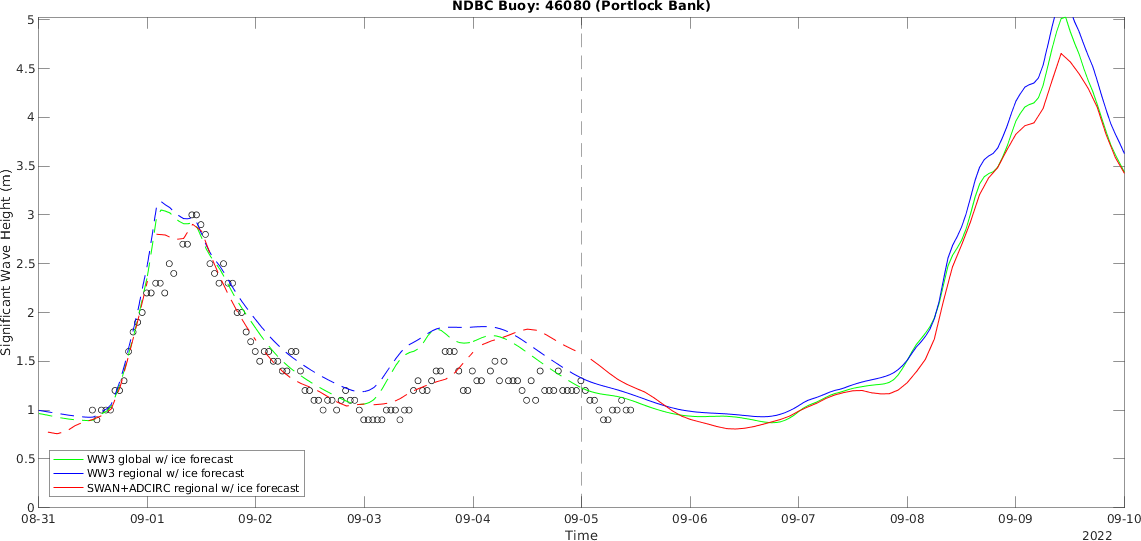 NDBC Buoy: 46080 (Portlock Bank)
5
4.5
4
3.5
3
2.5
2
1.5
1
0.5
0
Significant Wave Height (m)
WW3 global w/ ice forecast
WW3 regional w/ ice forecast
SWAN+ADCIRC regional w/ ice forecast
08-31 09-01 09-02 09-03 09-04 09-05 09-06 09-07 09-08 09-09 09-10
Time
2022